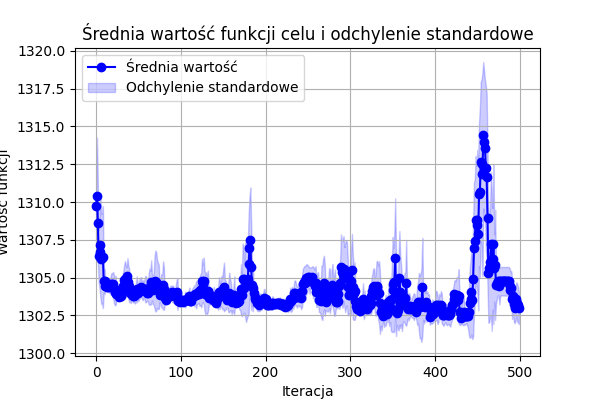 Średnia wartość funkcji celu i odchylenie standardowe
Średnia wartość
Odchylenie standardowe
1320.0
1317.5
1315.0
1312.5
1310.0
1307.5
1305.0
1302.5
1300.0
Wartość funkcji
0 100 200 300 400 500
Iteracja